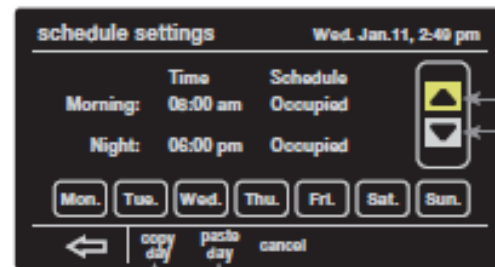 schedule settings Wed. Jan.11, 2:49 pm
Time Schedule
Morning: 08:00 am Occupied
Night: 06:00 pm Occupied
Mon. Tue. Wed. Thu. Fri. Sat. Sun.
copy day paste day cancel